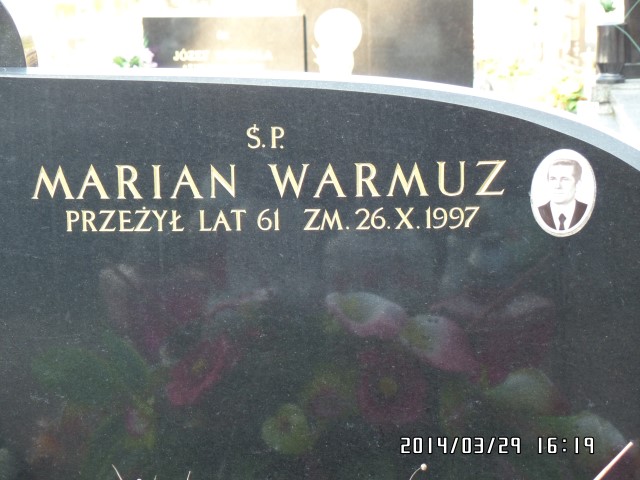 Ś.P.
MARIAN WARMUZ
PRZEŻYŁ LAT 61 ZM. 26.X.1997
2014/03/29 16:19